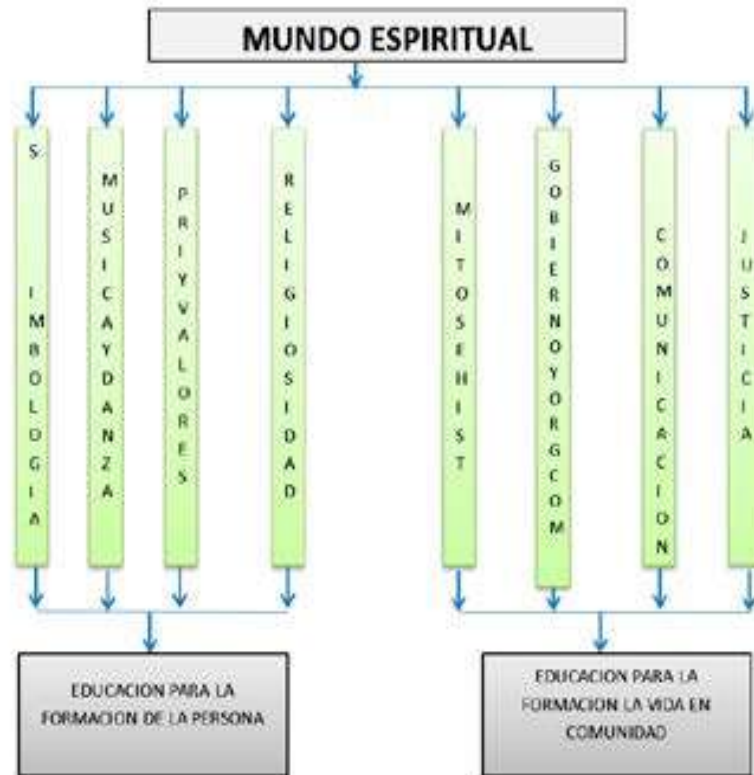 MUNDO ESPIRITUAL
S IMBOLOGIA
MUSICAYDANZA
PRIYVALORES
RELIGIOSIDAD
MITOSEHIST
GOBIERNOYORGCOM
COMUNICACION
JUSTICIA
EDUCACION PARA LA
FORMACION DE LA PERSONA
EDUCACION PARA LA
FORMACION LA VIDA EN
COMUNIDAD